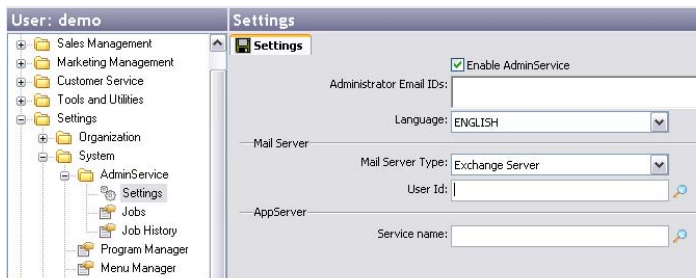 User: demo
Sales Management
Marketing Management
Customer Service
Tools and Utilities
Settings
Organization
System
AdminService
Settings
Jobs
Job History
Program Manager
Menu Manager
Settings
Settings
Enable AdminService
Administrator Email IDs:
Language: ENGLISH
Mail Server
Mail Server Type: Exchange Server
User Id:
AppServer
Service name: